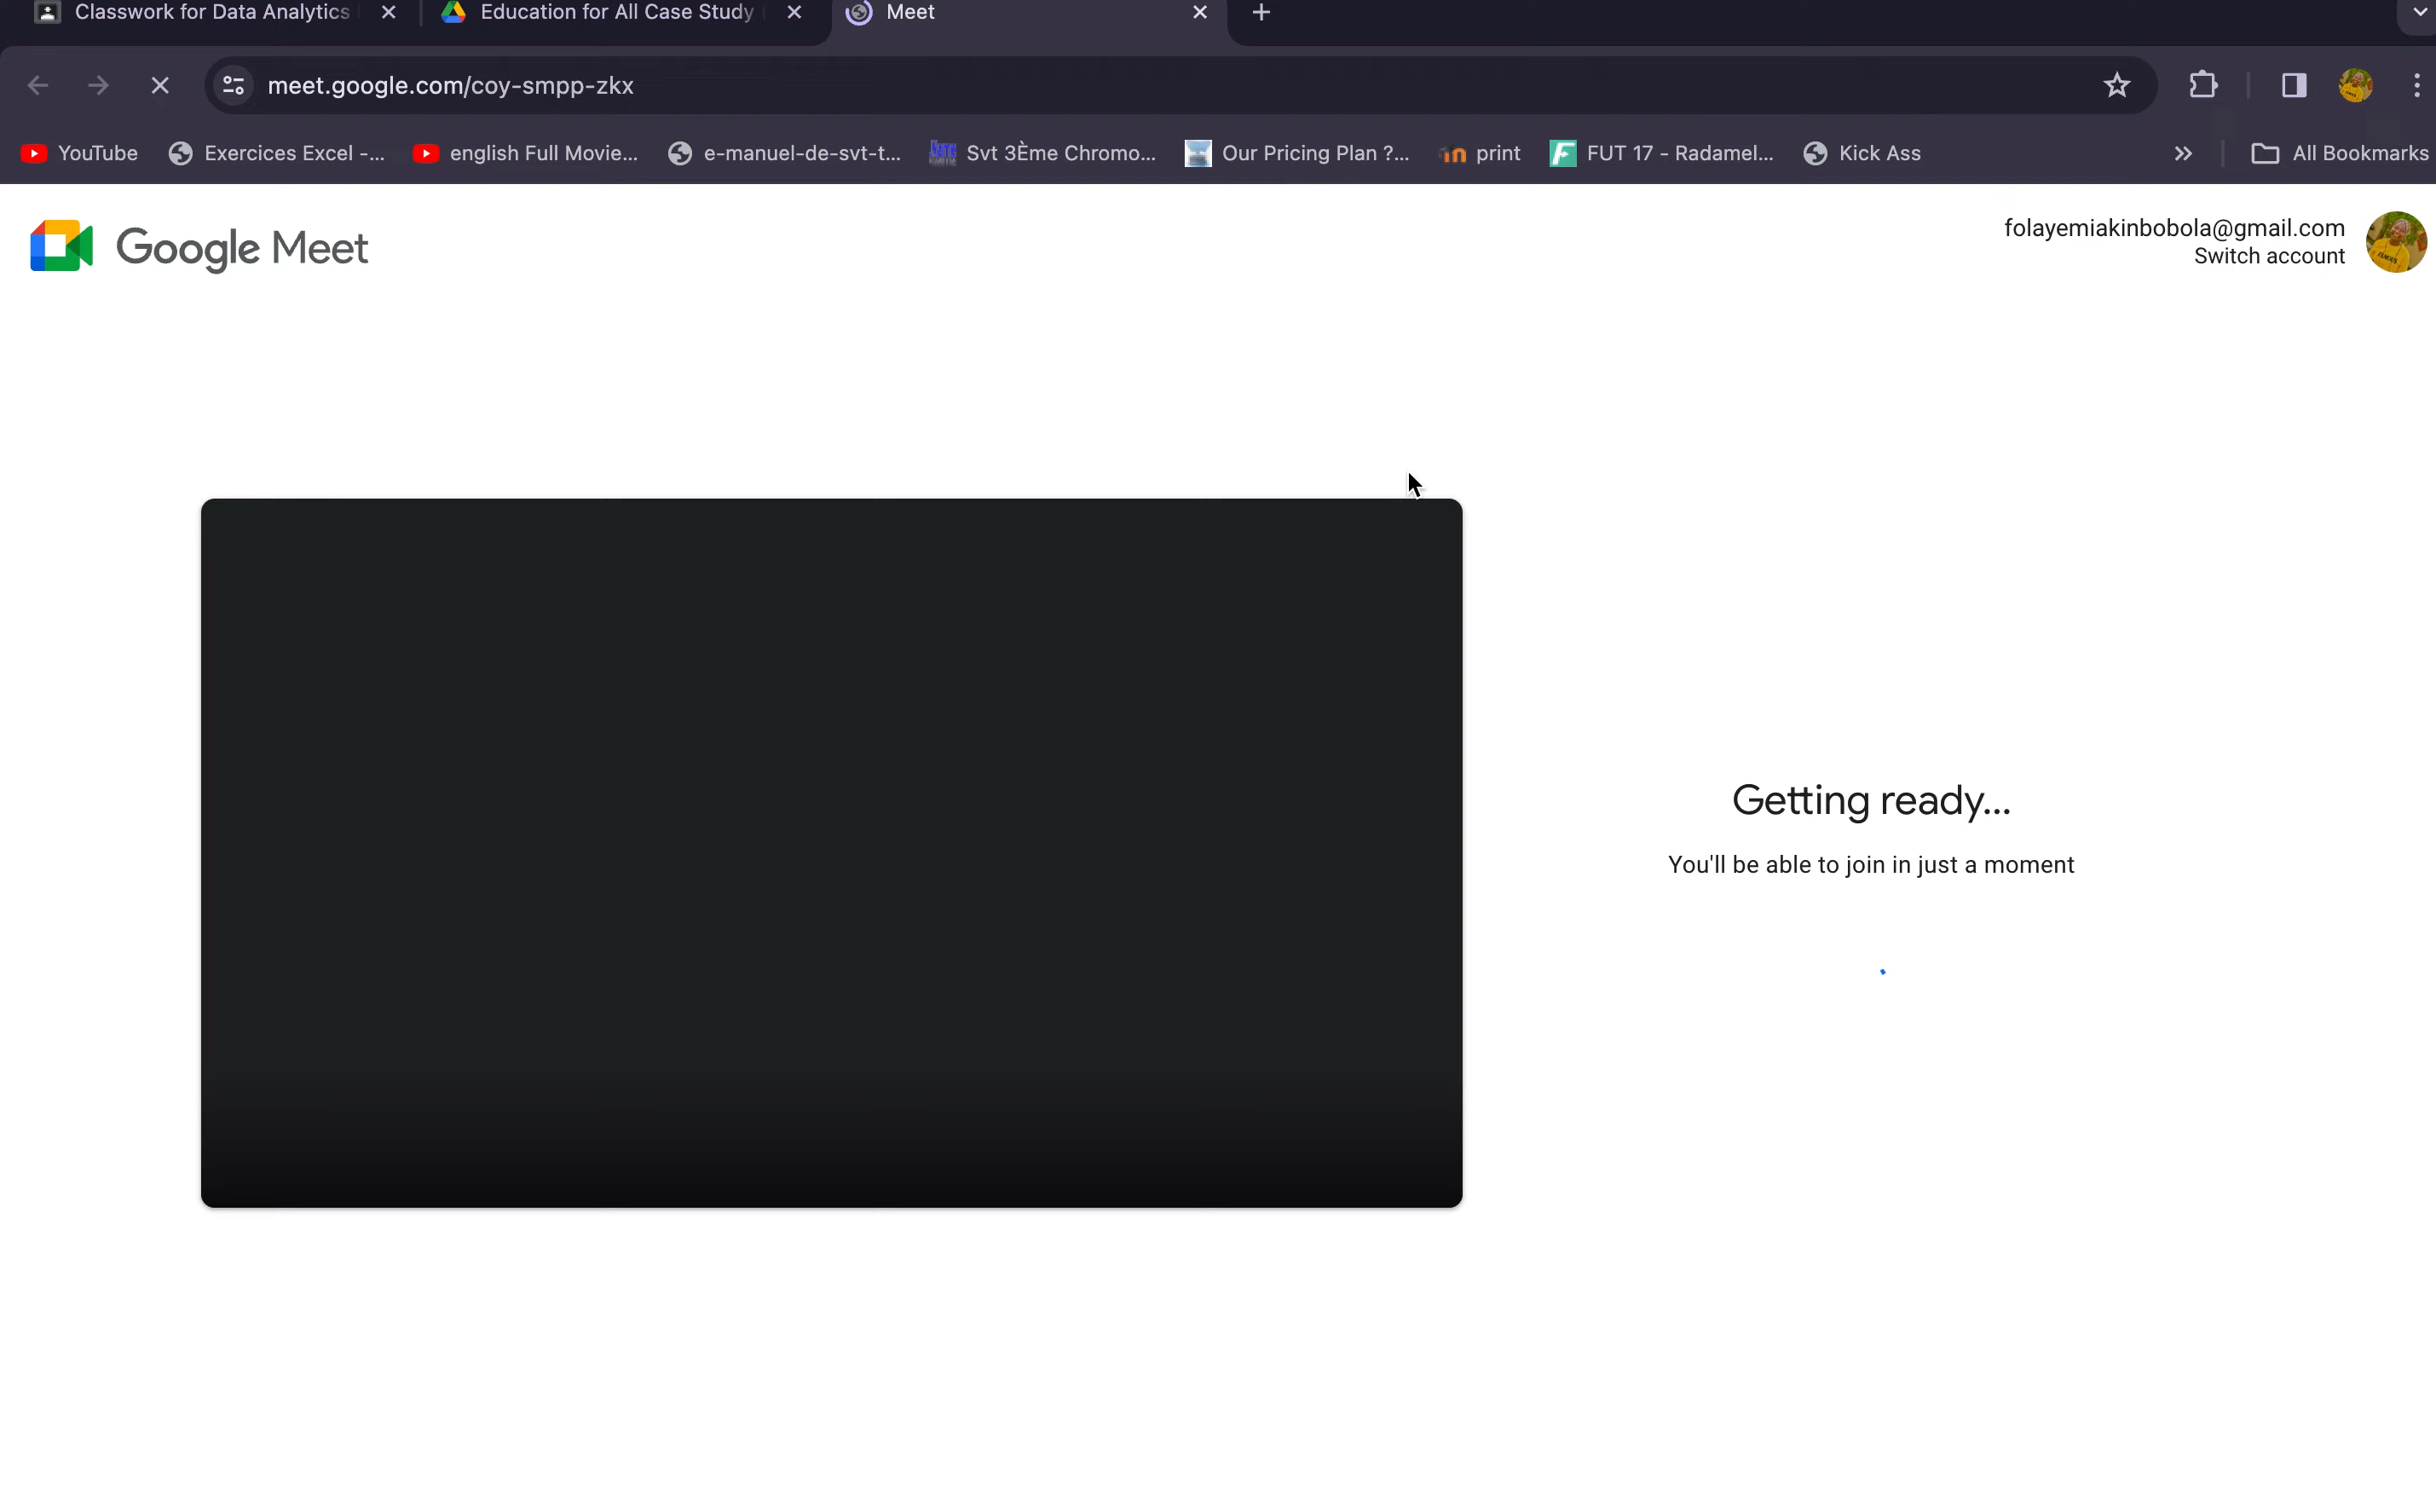 Classwork for Data Analytics
Education for All Case Study
Meet
meet.google.com/coy-smpp-zkx
YouTube
Exercices Excel -...
english Full Movie...
e-manuel-de-svt-t...
Svt 3Ème Chromo...
Our Pricing Plan ?...
print
FUT 17 - Radamel...
Kick Ass
All Bookmarks
Google Meet
folayemiakinbobola@gmail.com
Switch account
Getting ready...
You'll be able to join in just a moment